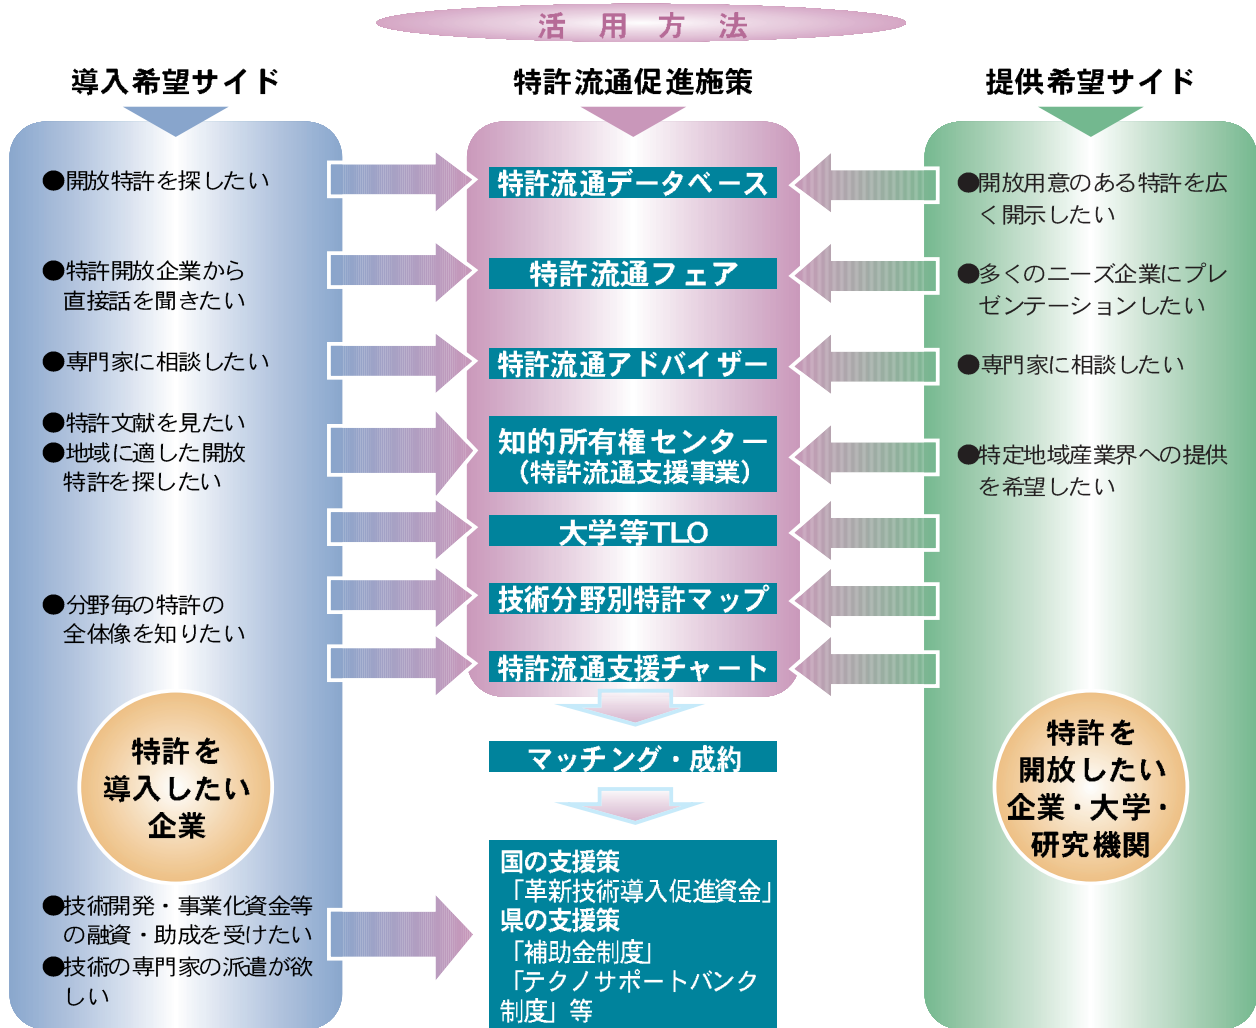 活用方法
導入希望サイド
●開放特許を探したい
●特許開放企業から
直接話を聞きたい
●専門家に相談したい
●特許文献を見たい
●地域に適した開放
特許を探したい
●分野毎の特許の
全体像を知りたい
特許を
導入したい
企業
●技術開発・事業化資金等
の融資・助成を受けたい
●技術の専門家の派遣が欲
しい
特許流通促進施策
特許流通データベース
特許流通フェア
特許流通アドバイザー
知的所有権センター
（特許流通支援事業）
大学等TLO
技術分野別特許マップ
特許流通支援チャート
マッチング・成約
国の支援策
「革新技術導入促進資金」
県の支援策
「補助金制度」
「テクノサポートバンク
制度」等
提供希望サイド
●開放用意のある特許を広
く開示したい
●多くのニーズ企業にプレ
ゼンテーションしたい
●専門家に相談したい
●特定地域産業界への提供
を希望したい
特許を
開放したい
企業・大学・
研究機関